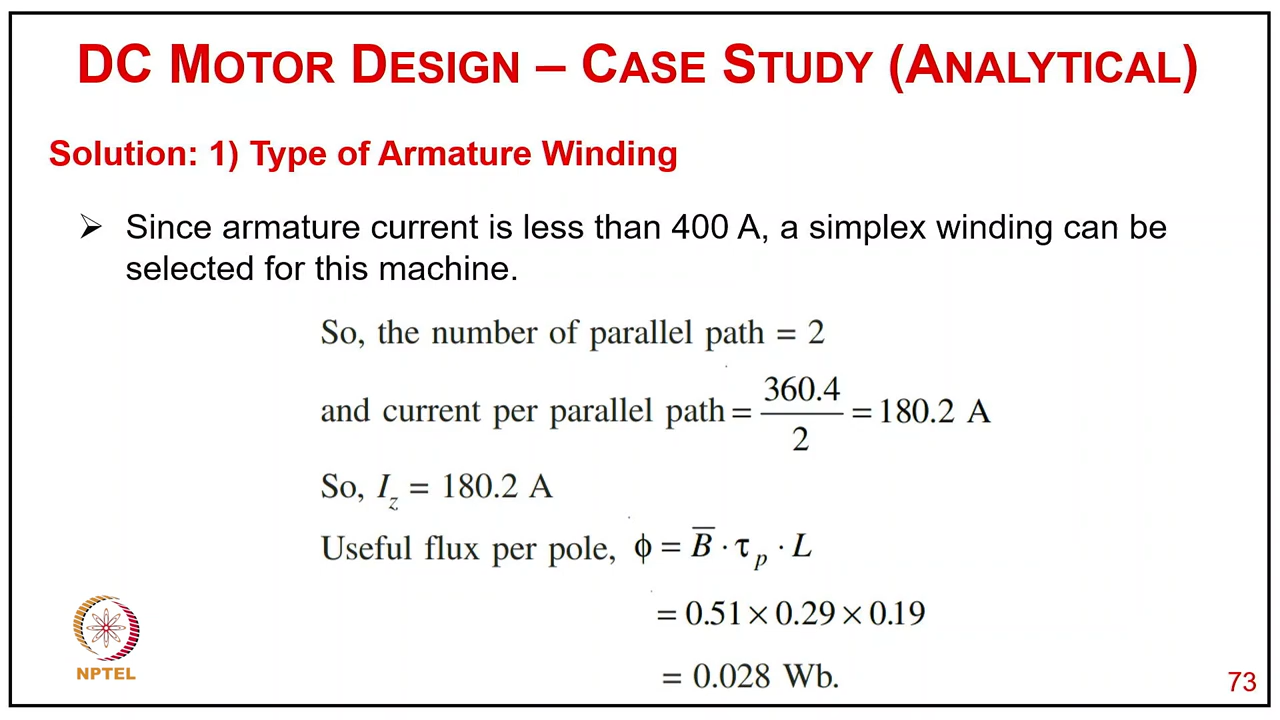 DC MOTOR DESIGN – CASE STUDY (ANALYTICAL)
Solution: 1) Type of Armature Winding
➢ Since armature current is less than 400 A, a simplex winding can be
selected for this machine.
So, the number of parallel path = 2
and current per parallel path = 360.4 / 2 = 180.2 A
So, I_z = 180.2 A
Useful flux per pole, ϕ = B̅ · τ_p · L
= 0.51 × 0.29 × 0.19
= 0.028 Wb.
NPTEL
73